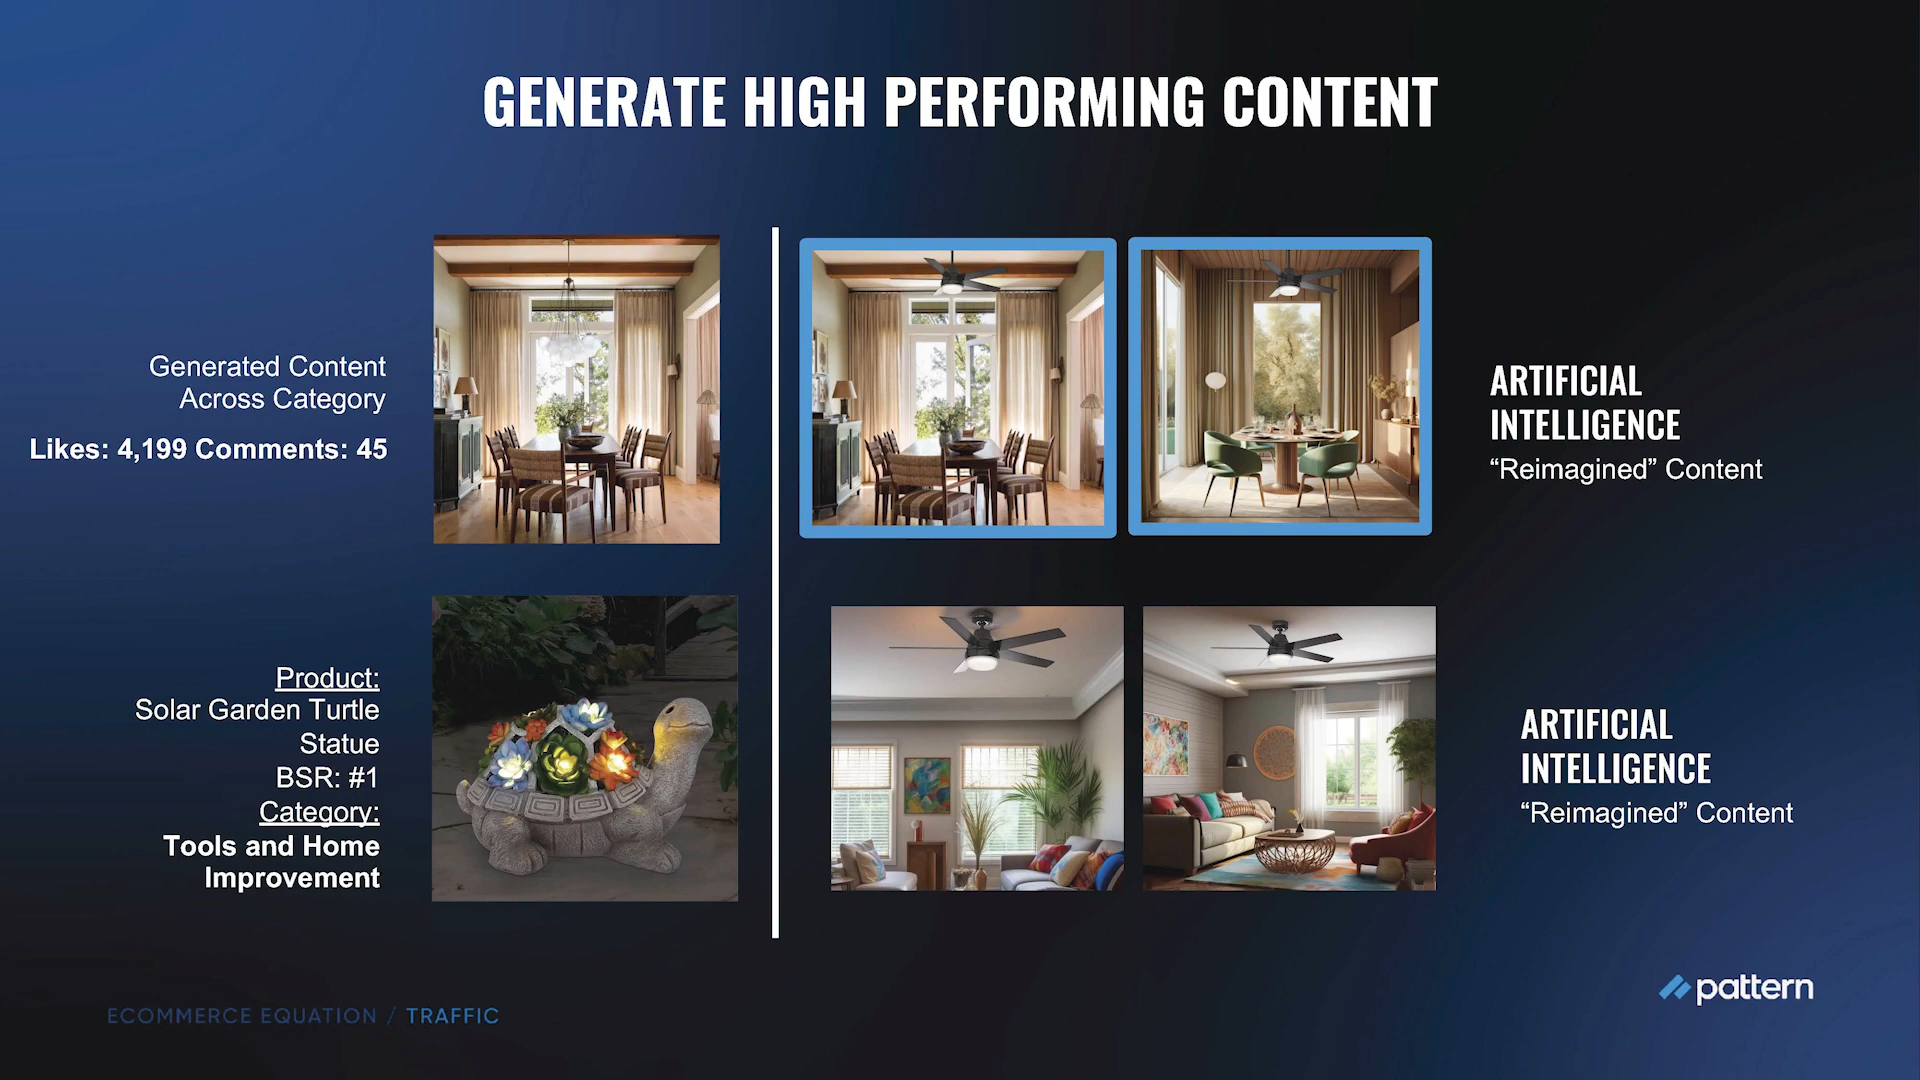 GENERATE HIGH PERFORMING CONTENT
Generated Content
Across Category
Likes: 4,199 Comments: 45
ARTIFICIAL
INTELLIGENCE
“Reimagined” Content
Product:
Solar Garden Turtle
Statue
BSR: #1
Category:
Tools and Home
Improvement
ARTIFICIAL
INTELLIGENCE
“Reimagined” Content
pattern
ECOMMERCE EQUATION / TRAFFIC